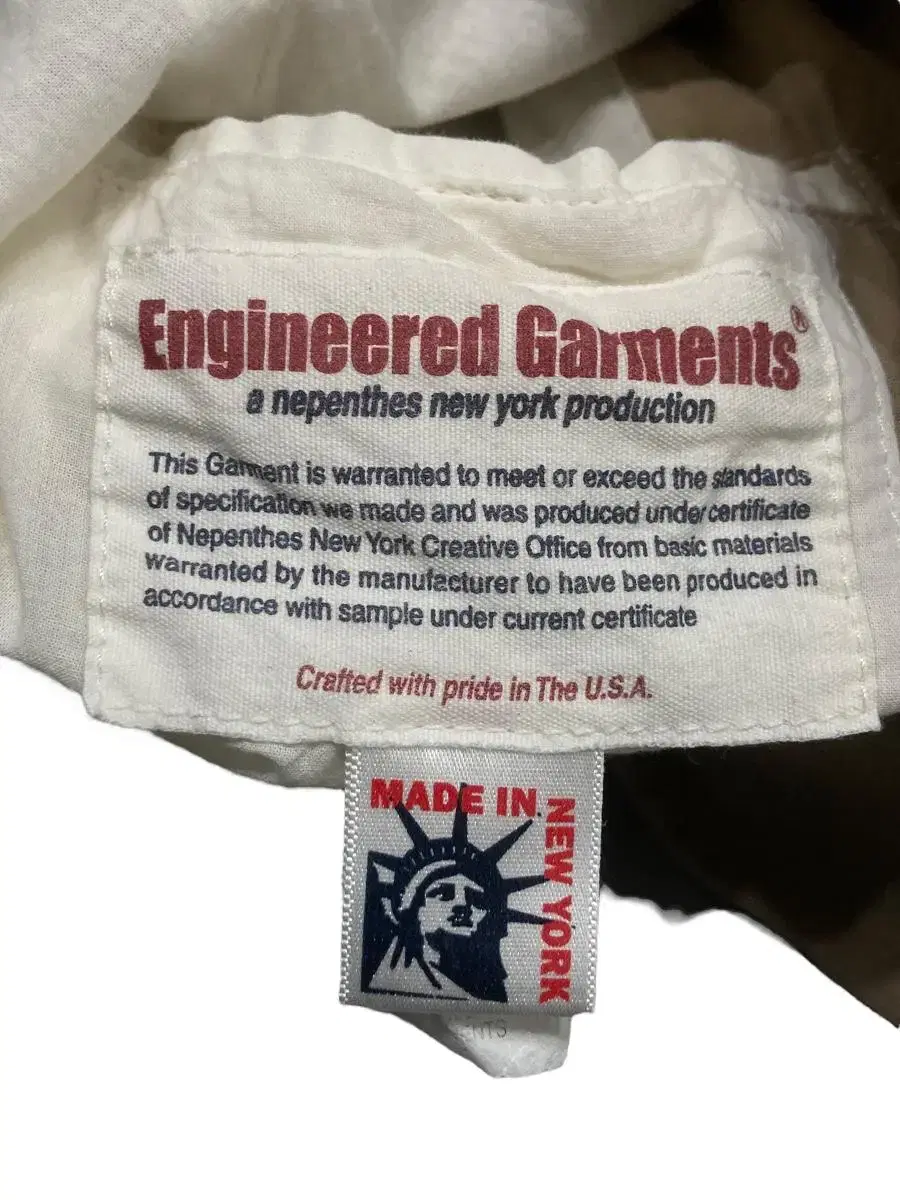 Engineered Garments®
a nepenthes new york production
This Garment is warranted to meet or exceed the standards
of specification we made and was produced under certificate
of Nepenthes New York Creative Office from basic materials
warranted by the manufacturer to have been produced in
accordance with sample under current certificate
Crafted with pride in The U.S.A.
MADE IN
NEW YORK